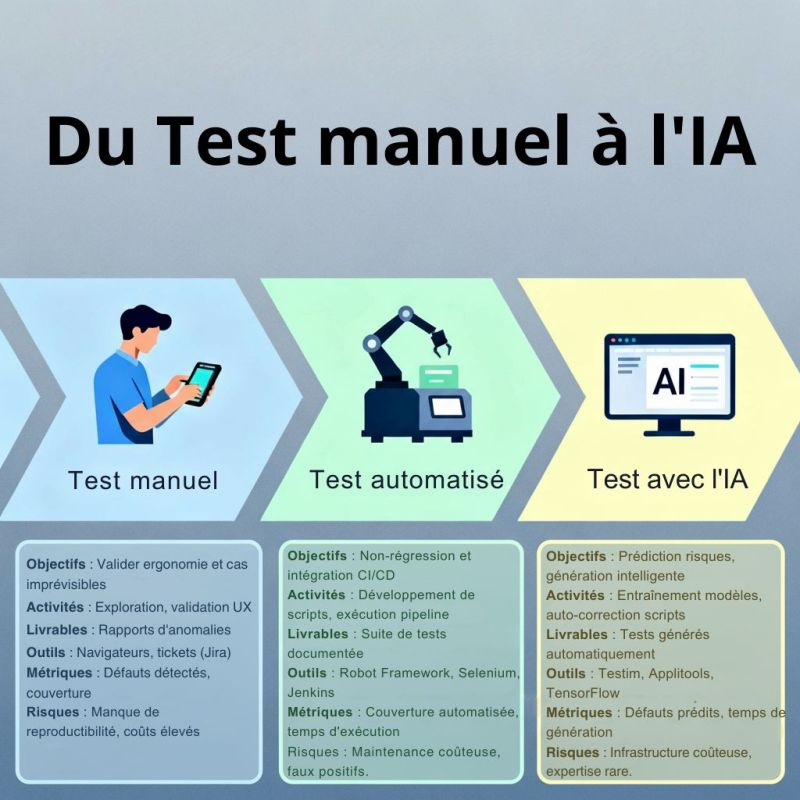 Du Test manuel à l'IA
AI
Test manuel
Test automatisé
Test avec l'IA
Objectifs : Valider ergonomie et cas
imprévisibles
Activités : Exploration, validation UX
Livrables : Rapports d'anomalies
Outils : Navigateurs, tickets (Jira)
Métriques : Défauts détectés,
couverture
Risques : Manque de
reproductibilité, coûts élevés
Objectifs : Non-régression et
intégration CI/CD
Activités : Développement de
scripts, exécution pipeline
Livrables : Suite de tests
documentée
Outils : Robot Framework, Selenium,
Jenkins
Métriques : Couverture automatisée,
temps d'exécution
Risques : Maintenance coûteuse,
faux positifs.
Objectifs : Prédiction risques,
génération intelligente
Activités : Entraînement modèles,
auto-correction scripts
Livrables : Tests générés
automatiquement
Outils : Testim, Applitools,
TensorFlow
Métriques : Défauts prédits, temps de
génération
Risques : Infrastructure coûteuse,
expertise rare.